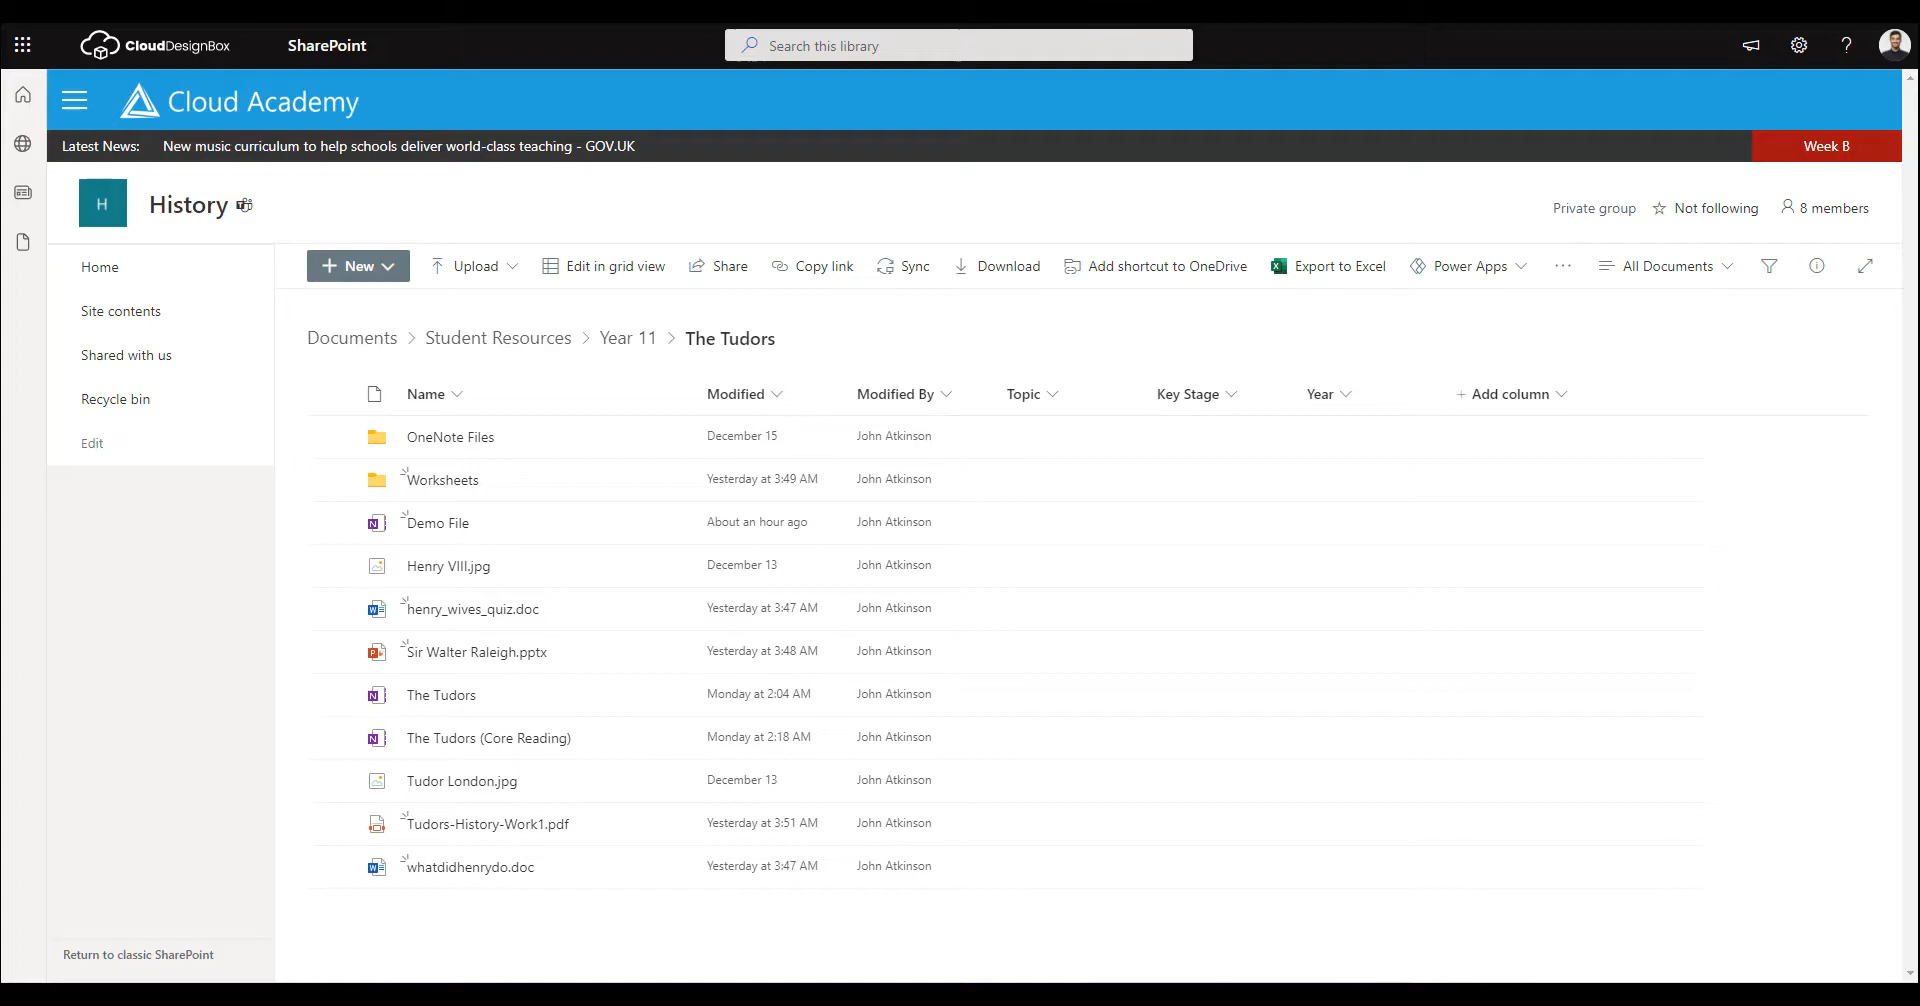 CloudDesignBox SharePoint Search this library ?
Cloud Academy
Latest News: New music curriculum to help schools deliver world-class teaching - GOV.UK Week B
H History Private group Not following 8 members
Home
Site contents
Shared with us
Recycle bin
Edit
Return to classic SharePoint
+ New Upload Edit in grid view Share Copy link Sync Download Add shortcut to OneDrive Export to Excel Power Apps ... All Documents
Documents > Student Resources > Year 11 > The Tudors
Name Modified Modified By Topic Key Stage Year + Add column
OneNote Files December 15 John Atkinson
Worksheets Yesterday at 3:49 AM John Atkinson
Demo File About an hour ago John Atkinson
Henry VIII.jpg December 13 John Atkinson
henry_wives_quiz.doc Yesterday at 3:47 AM John Atkinson
Sir Walter Raleigh.pptx Yesterday at 3:48 AM John Atkinson
The Tudors Monday at 2:04 AM John Atkinson
The Tudors (Core Reading) Monday at 2:18 AM John Atkinson
Tudor London.jpg December 13 John Atkinson
Tudors-History-Work1.pdf Yesterday at 3:51 AM John Atkinson
whatdidhenrydo.doc Yesterday at 3:47 AM John Atkinson